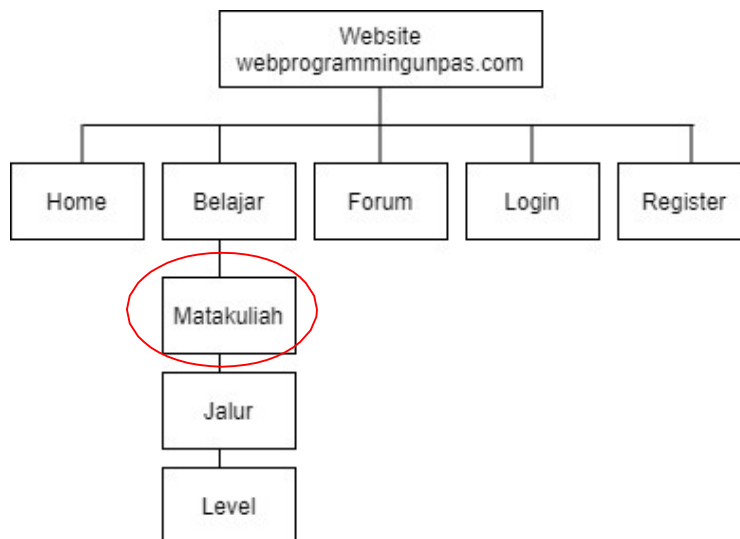 Website
webprogrammingunpas.com
Home
Belajar
Forum
Login
Register
Matakuliah
Jalur
Level